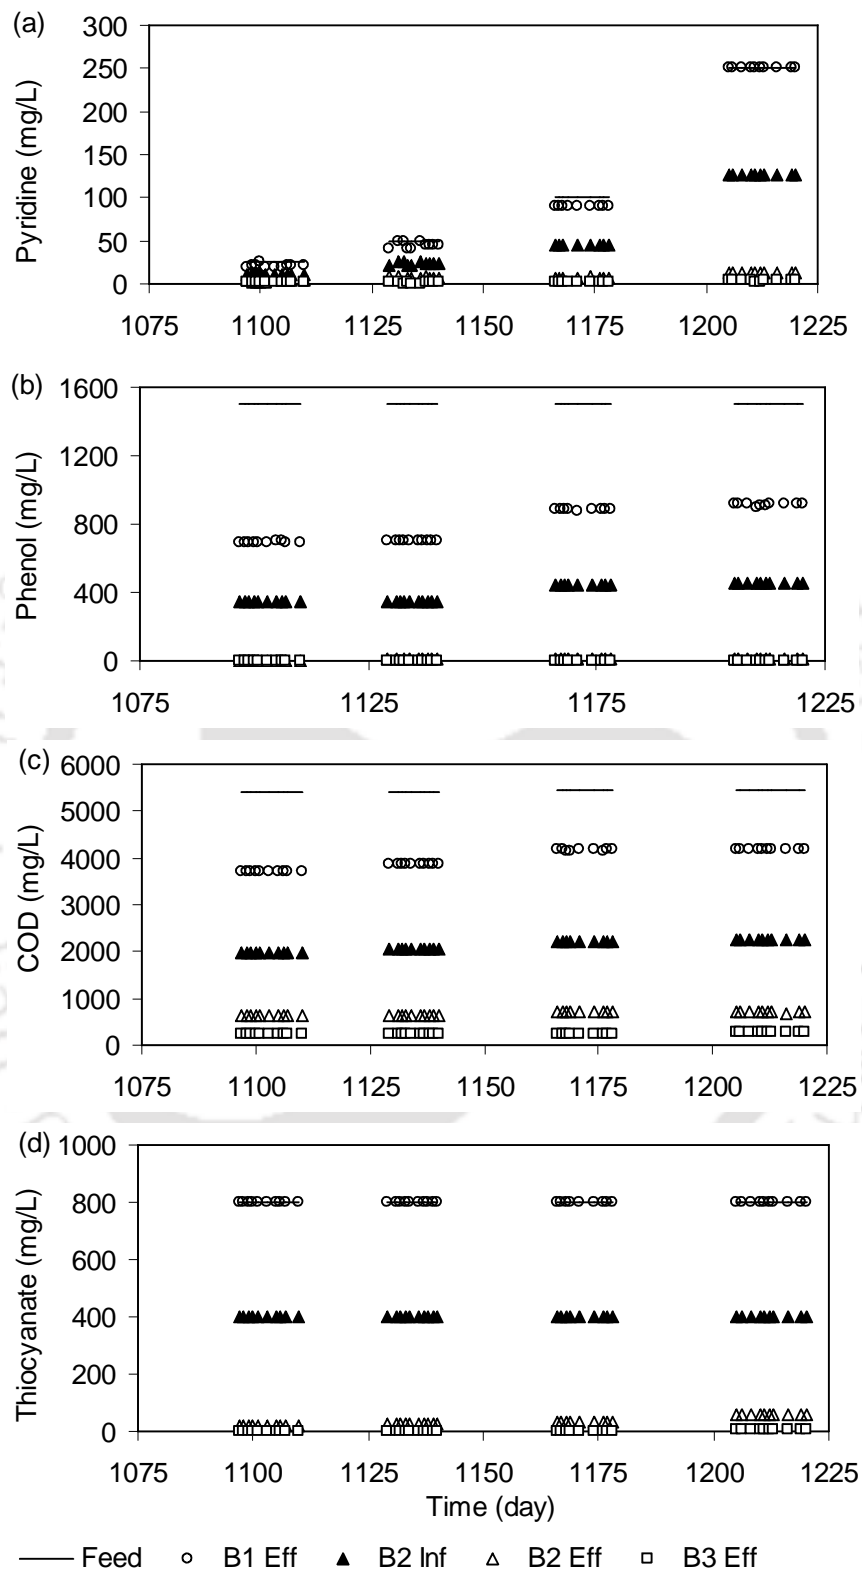 (a)
Pyridine (mg/L)
300
250
200
150
100
50
0
1075 1100 1125 1150 1175 1200 1225
(b)
Phenol (mg/L)
1600
1200
800
400
0
1075 1125 1175 1225
(c)
COD (mg/L)
6000
5000
4000
3000
2000
1000
0
1075 1100 1125 1150 1175 1200 1225
(d)
Thiocyanate (mg/L)
1000
800
600
400
200
0
1075 1100 1125 1150 1175 1200 1225
Time (day)
Feed B1 Eff B2 Inf B2 Eff B3 Eff